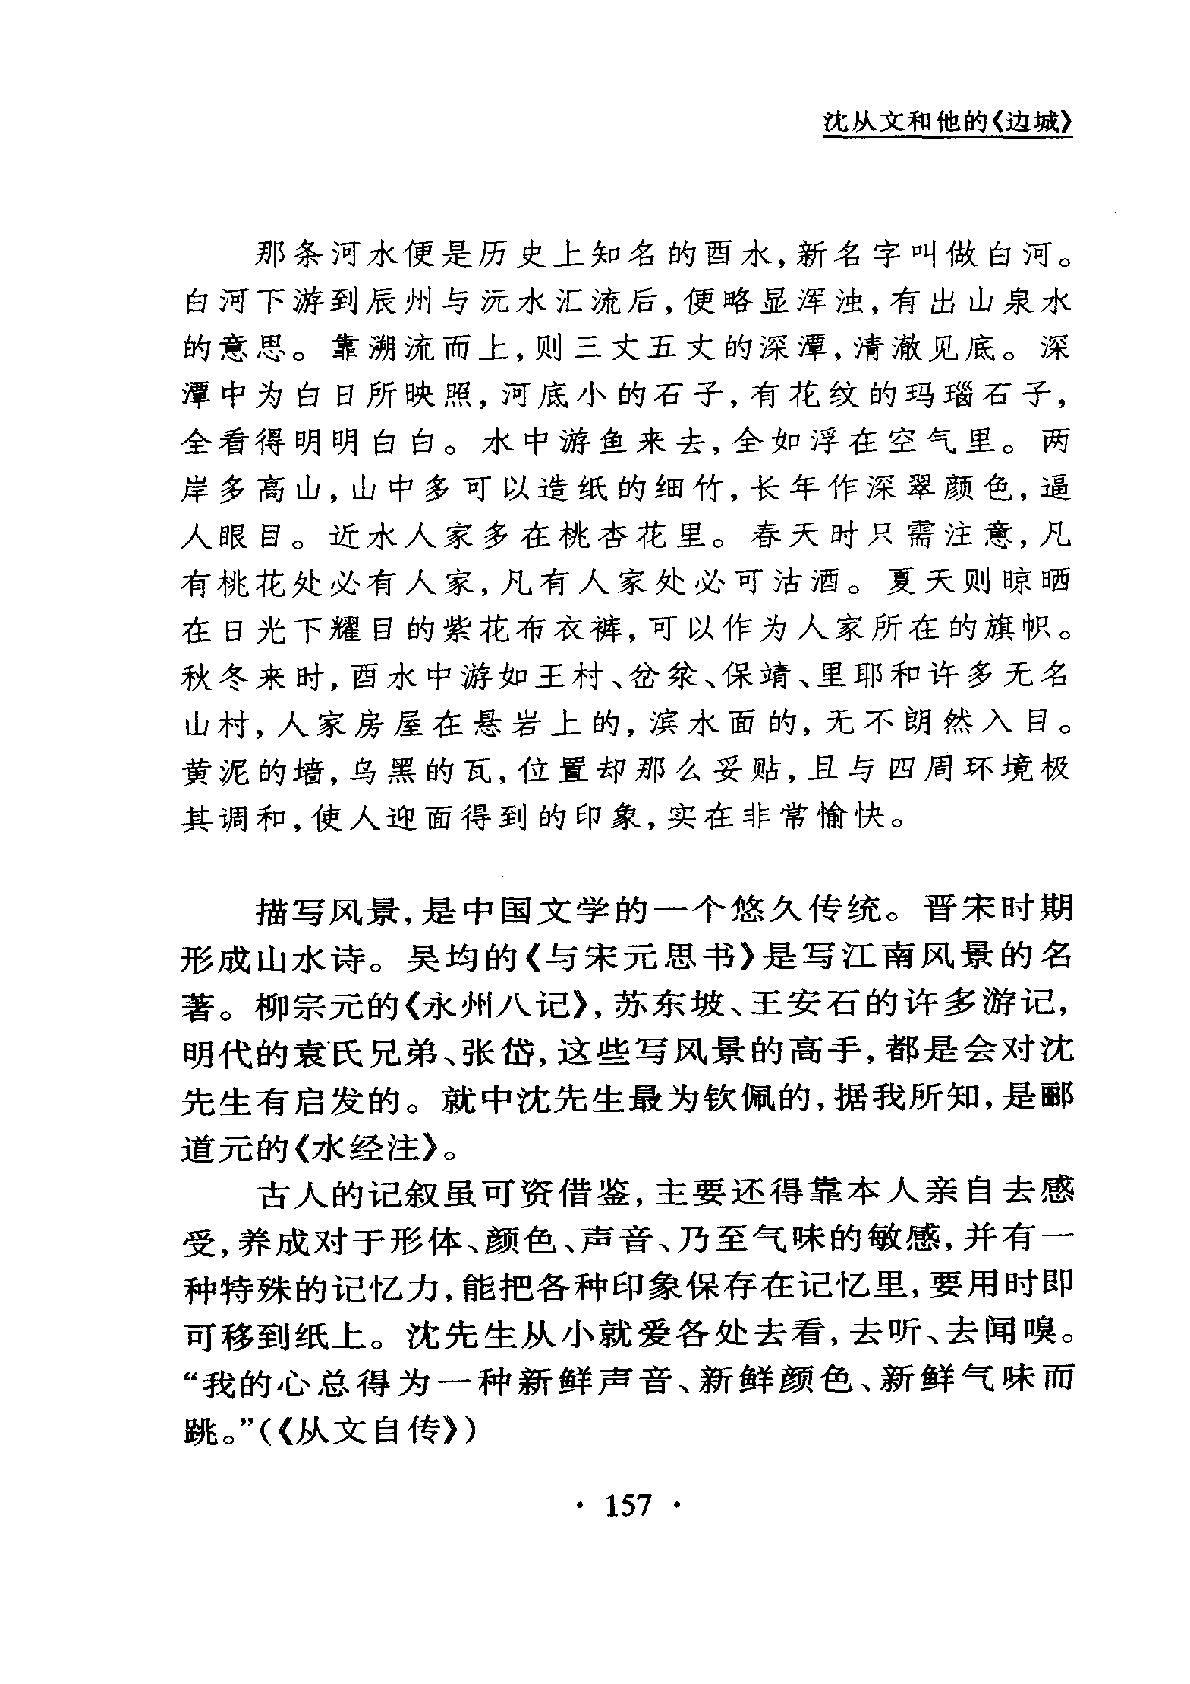 沈从文和他的《边城》
那条河水便是历史上知名的酉水，新名字叫做白河。
白河下游到辰州与沅水汇流后，便略显浑浊，有出山泉水
的意思。靠溯流而上，则三丈五丈的深潭，清澈见底。深
潭中为白日所映照，河底小的石子，有花纹的玛瑙石子，
全看得明明白白。水中游鱼来去，全如浮在空气里。两
岸多高山，山中多可以造纸的细竹，长年作深翠颜色，逼
人眼目。近水人家多在桃杏花里。春天时只需注意，凡
有桃花处必有人家，凡有人家处必可沽酒。夏天则晾晒
在日光下耀目的紫花布衣裤，可以作为人家所在的旗帜。
秋冬来时，酉水中游如王村、岔𦬀、保靖、里耶和许多无名
山村，人家房屋在悬岩上的，滨水面的，无不朗然入目。
黄泥的墙，乌黑的瓦，位置却那么妥贴，且与四周环境极
其调和，使人迎面得到的印象，实在非常愉快。
描写风景，是中国文学的一个悠久传统。晋宋时期
形成山水诗。吴均的《与宋元思书》是写江南风景的名
著。柳宗元的《永州八记》，苏东坡、王安石的许多游记，
明代的袁氏兄弟、张岱，这些写风景的高手，都是会对沈
先生有启发的。就中沈先生最为钦佩的，据我所知，是郦
道元的《水经注》。
古人的记叙虽可资借鉴，主要还得靠本人亲自去感
受，养成对于形体、颜色、声音、乃至气味的敏感，并有一
种特殊的记忆力，能把各种印象保存在记忆里，要用时即
可移到纸上。沈先生从小就爱各处去看，去听、去闻嗅。
“我的心总得为一种新鲜声音、新鲜颜色、新鲜气味而
跳。”（《从文自传》）
· 157 ·